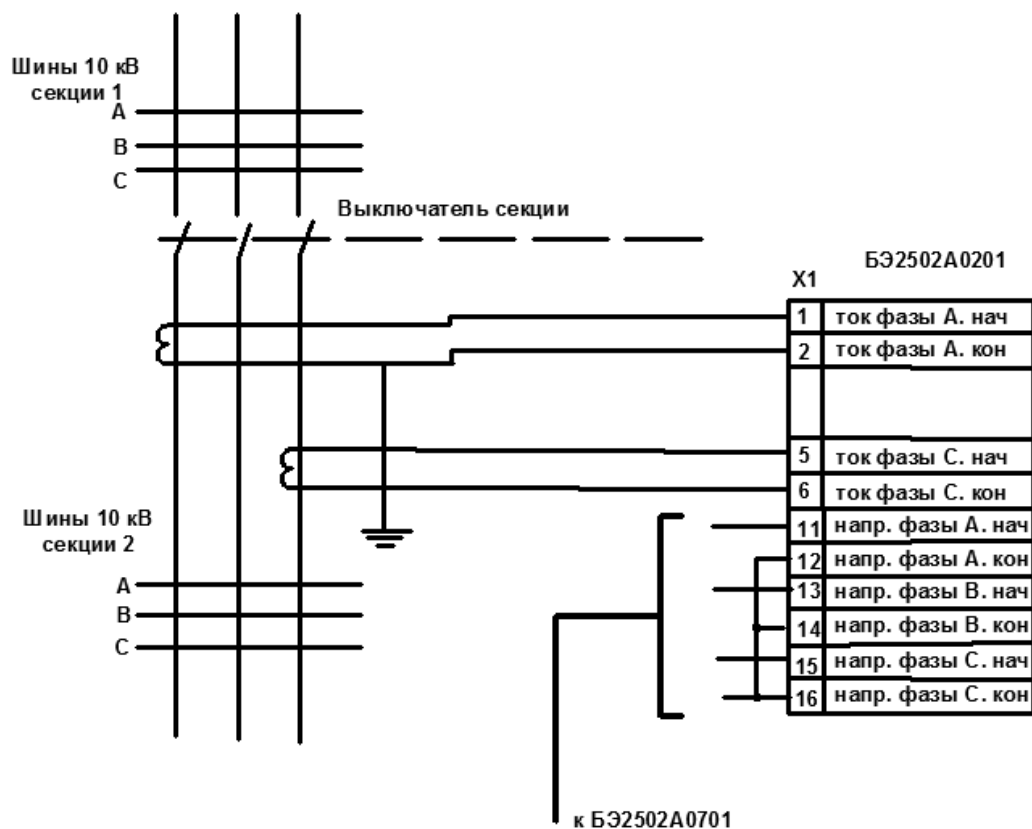 Шины 10 кВ
секции 1
А
В
С
Выключатель секции
БЭ2502А0201
X1
1 ток фазы А. нач
2 ток фазы А. кон
5 ток фазы С. нач
6 ток фазы С. кон
11 напр. фазы А. нач
12 напр. фазы А. кон
13 напр. фазы В. нач
14 напр. фазы В. кон
15 напр. фазы С. нач
16 напр. фазы С. кон
Шины 10 кВ
секции 2
А
В
С
к БЭ2502А0701